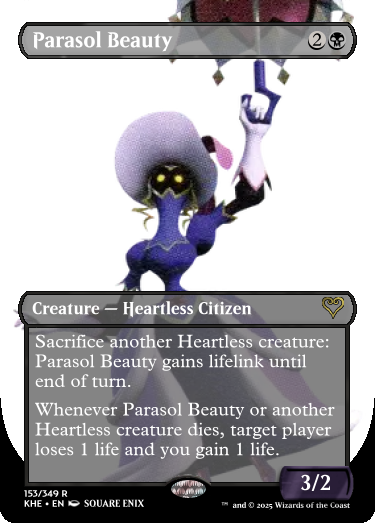 Parasol Beauty 2
Creature — Heartless Citizen
Sacrifice another Heartless creature:
Parasol Beauty gains lifelink until
end of turn.
Whenever Parasol Beauty or another
Heartless creature dies, target player
loses 1 life and you gain 1 life.
3/2
153/349 R
KHE • EN SQUARE ENIX
™ and © 2025 Wizards of the Coast